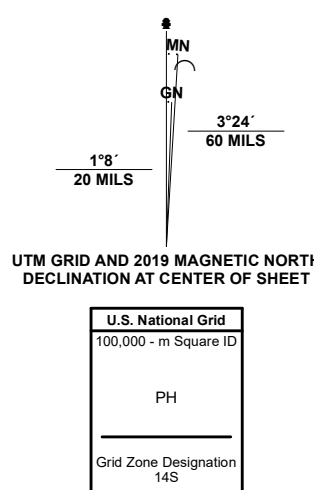 MN
GN
3°24´
60 MILS
1°8´
20 MILS
UTM GRID AND 2019 MAGNETIC NORTH
DECLINATION AT CENTER OF SHEET
U.S. National Grid
100,000 - m Square ID
PH
Grid Zone Designation
14S